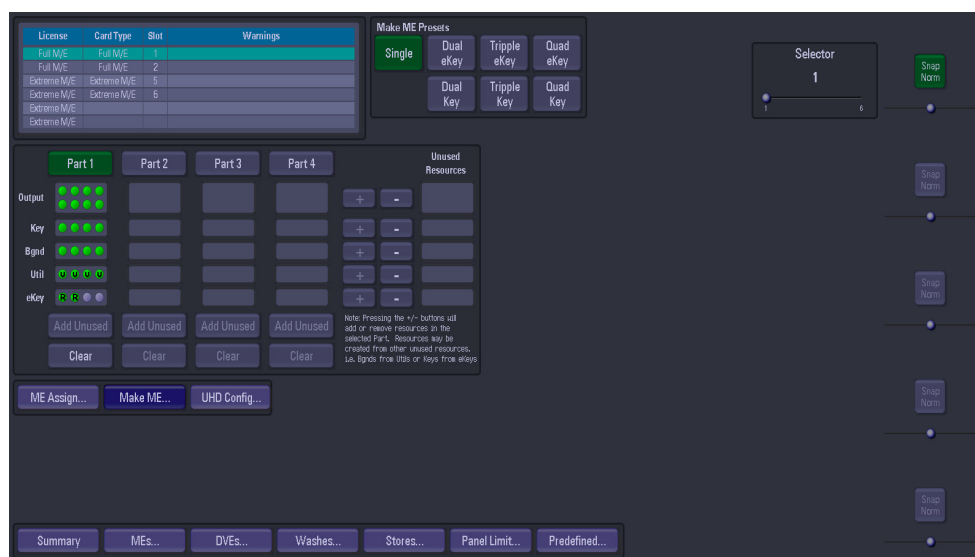 License Card Type Slot Warnings
Full M/E Full M/E 1
Full M/E Full M/E 2
Extreme M/E Extreme M/E 5
Extreme M/E Extreme M/E 6
Extreme M/E
Extreme M/E
Make ME Presets
Single
Dual eKey
Tripple eKey
Quad eKey
Dual Key
Tripple Key
Quad Key
Selector
1
1 6
Snap Norm
Snap Norm
Snap Norm
Snap Norm
Snap Norm
Part 1 Part 2 Part 3 Part 4
Unused
Resources
Output + -
Key + -
Bgnd + -
Util U U U U + -
eKey R R + -
Add Unused Add Unused Add Unused Add Unused
Clear Clear Clear Clear
Note: Pressing the +/- buttons will
add or remove resources in the
selected Part. Resources may be
created from other unused resources,
i.e. Bgnds from Utils or Keys from eKeys
ME Assign... Make ME... UHD Config...
Summary MEs... DVEs... Washes... Stores... Panel Limit... Predefined...